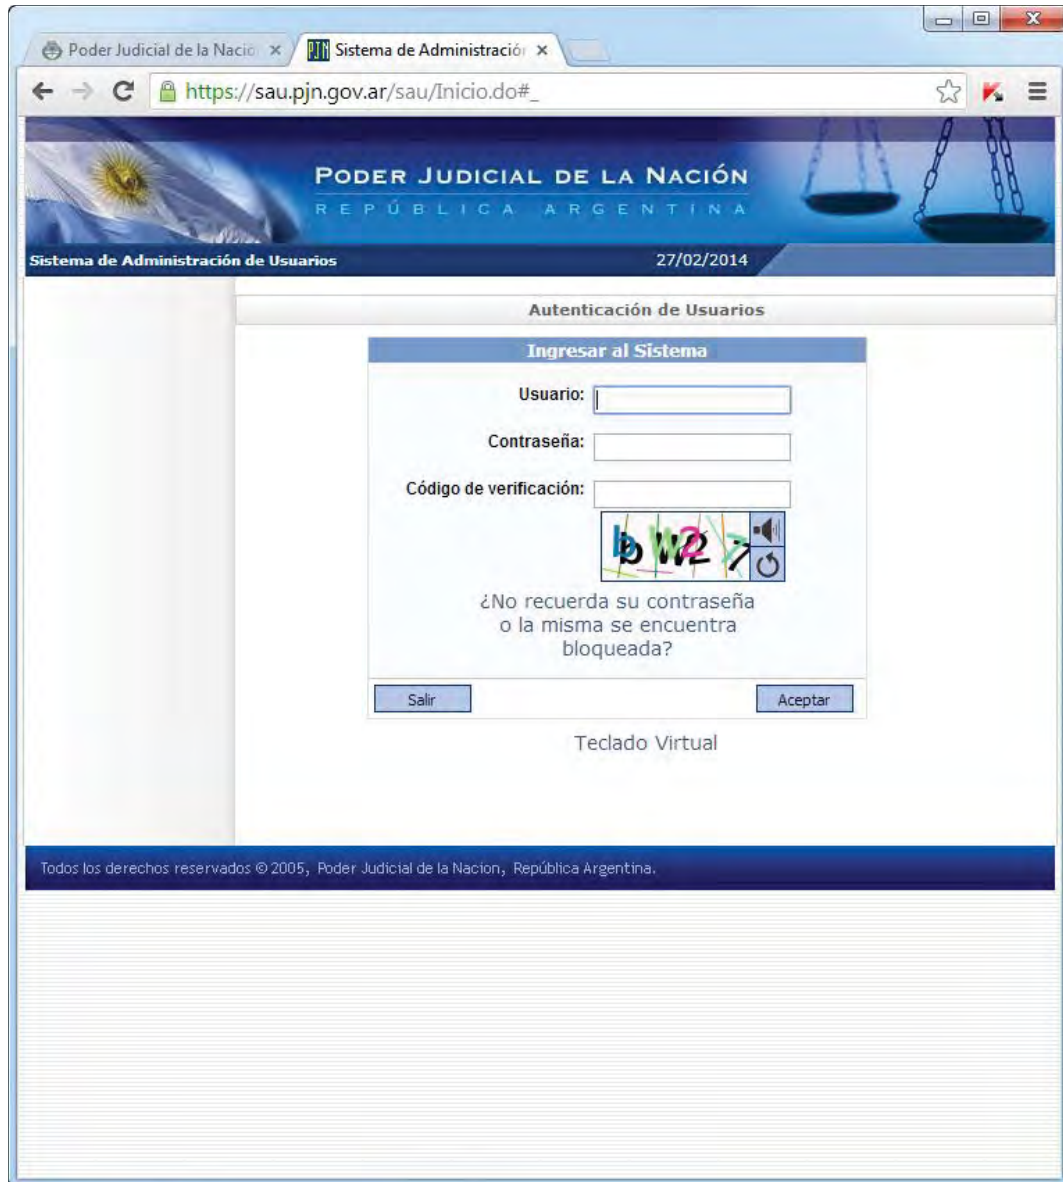 Poder Judicial de la Nacio
PJN Sistema de Administración
https://sau.pjn.gov.ar/sau/Inicio.do#_
PODER JUDICIAL DE LA NACIÓN
REPÚBLICA ARGENTINA
Sistema de Administración de Usuarios 27/02/2014
Autenticación de Usuarios
Ingresar al Sistema
Usuario:
Contraseña:
Código de verificación:
¿No recuerda su contraseña
o la misma se encuentra
bloqueada?
Salir Aceptar
Teclado Virtual
Todos los derechos reservados © 2005, Poder Judicial de la Nacion, República Argentina.